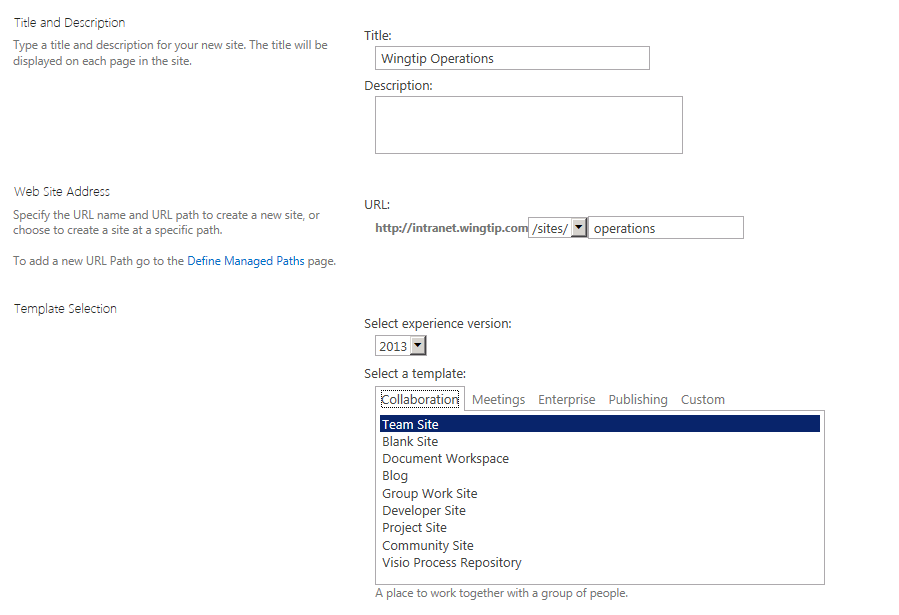 Title and Description
Type a title and description for your new site. The title will be
displayed on each page in the site.
Title:
Wingtip Operations
Description:
Web Site Address
Specify the URL name and URL path to create a new site, or
choose to create a site at a specific path.
To add a new URL Path go to the Define Managed Paths page.
URL:
http://intranet.wingtip.com /sites/ operations
Template Selection
Select experience version:
2013
Select a template:
Collaboration Meetings Enterprise Publishing Custom
Team Site
Blank Site
Document Workspace
Blog
Group Work Site
Developer Site
Project Site
Community Site
Visio Process Repository
A place to work together with a group of people.